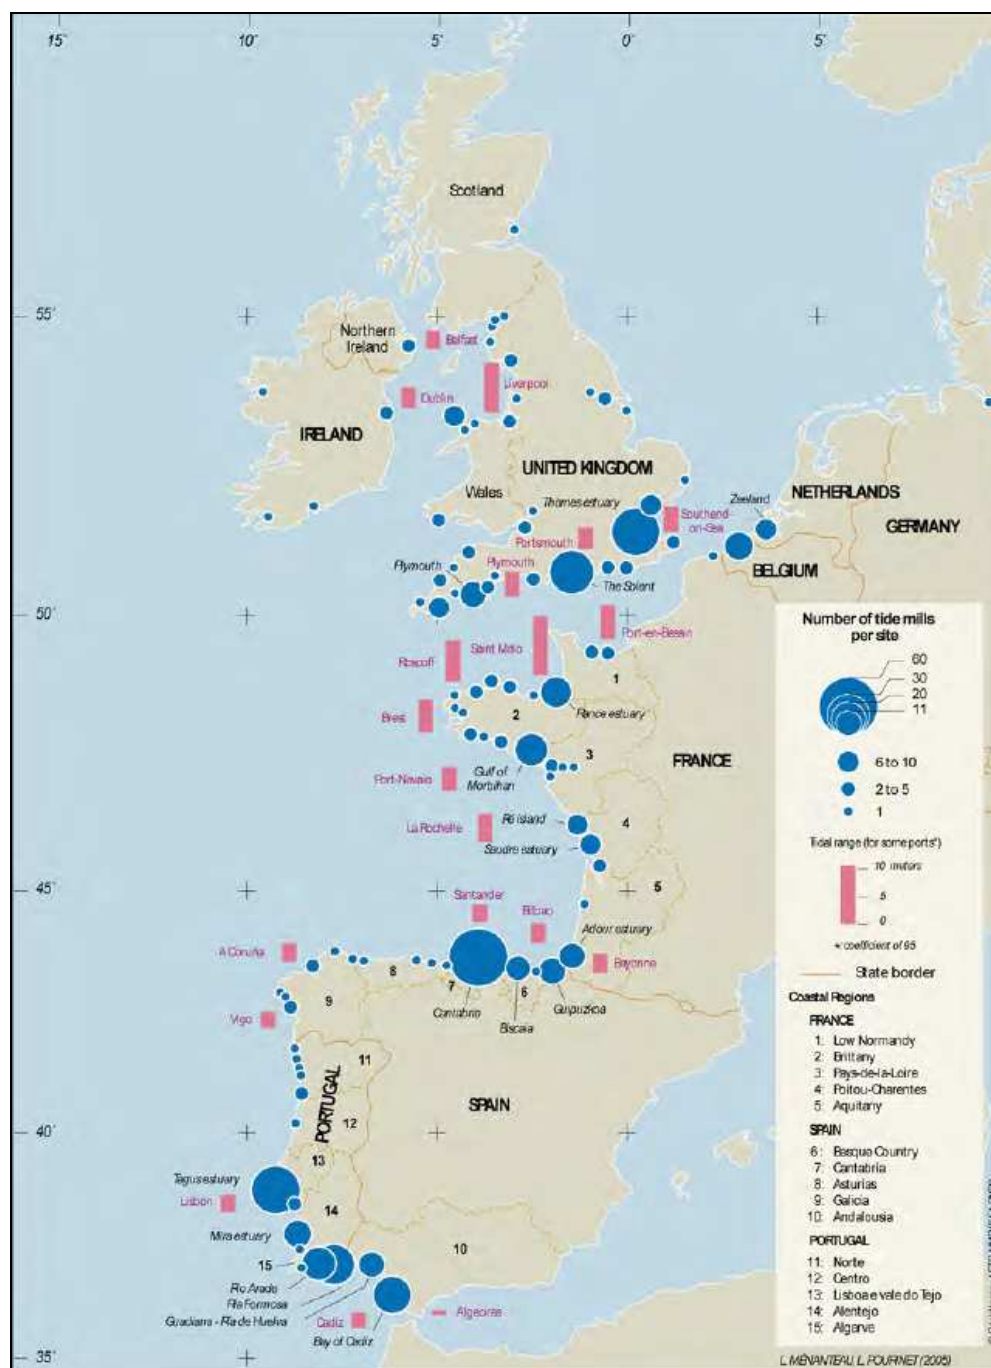 15°
10°
5°
0°
5°
Scotland
55°
Northern
Ireland
Belfast
Liverpool
Dublin
IRELAND
UNITED KINGDOM
Wales
Thames estuary
Zeeland
NETHERLANDS
Southend-
on-Sea
GERMANY
Portsmouth
Plymouth
Plymouth
BELGIUM
The Solent
50°
Port-en-Bessin
Saint Malo
Roscoff
1
Rance estuary
Brest
2
3
FRANCE
Gulf of
Morbihan
Port-Navalo
Ré island
4
La Rochelle
Seudre estuary
45°
5
Santander
Bilbao
Adour estuary
A Coruña
Bayonne
8
7
6
9
Cantabria
Guipuzkoa
Biscaia
Vigo
11
PORTUGAL
SPAIN
12
40°
13
Tagus estuary
Lisbon
14
Mira estuary
10
15
Rio Arade
Ria Formosa
Guadiana - Ría de Huelva
Cadiz
Algeciras
Bay of Cadiz
35°
Number of tide mills
per site
60
30
20
11
6 to 10
2 to 5
1
Tidal range (for some ports*)
10 meters
5
0
*: coefficient of 95
State border
Coastal Regions
FRANCE
1: Low Normandy
2: Brittany
3: Pays-de-la-Loire
4: Poitou-Charentes
5: Aquitany
SPAIN
6: Basque Country
7: Cantabria
8: Asturias
9: Galicia
10: Andalousia
PORTUGAL
11: Norte
12: Centro
13: Lisboa e vale do Tejo
14: Alentejo
15: Algarve
L. MÉNANTEAU, L. POURINET (2005)